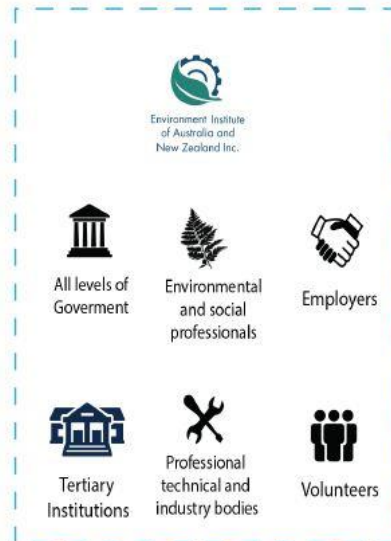 Environment Institute
of Australia and
New Zealand Inc.
All levels of
Goverment
Environmental
and social
professionals
Employers
Tertiary
Institutions
Professional
technical and
industry bodies
Volunteers